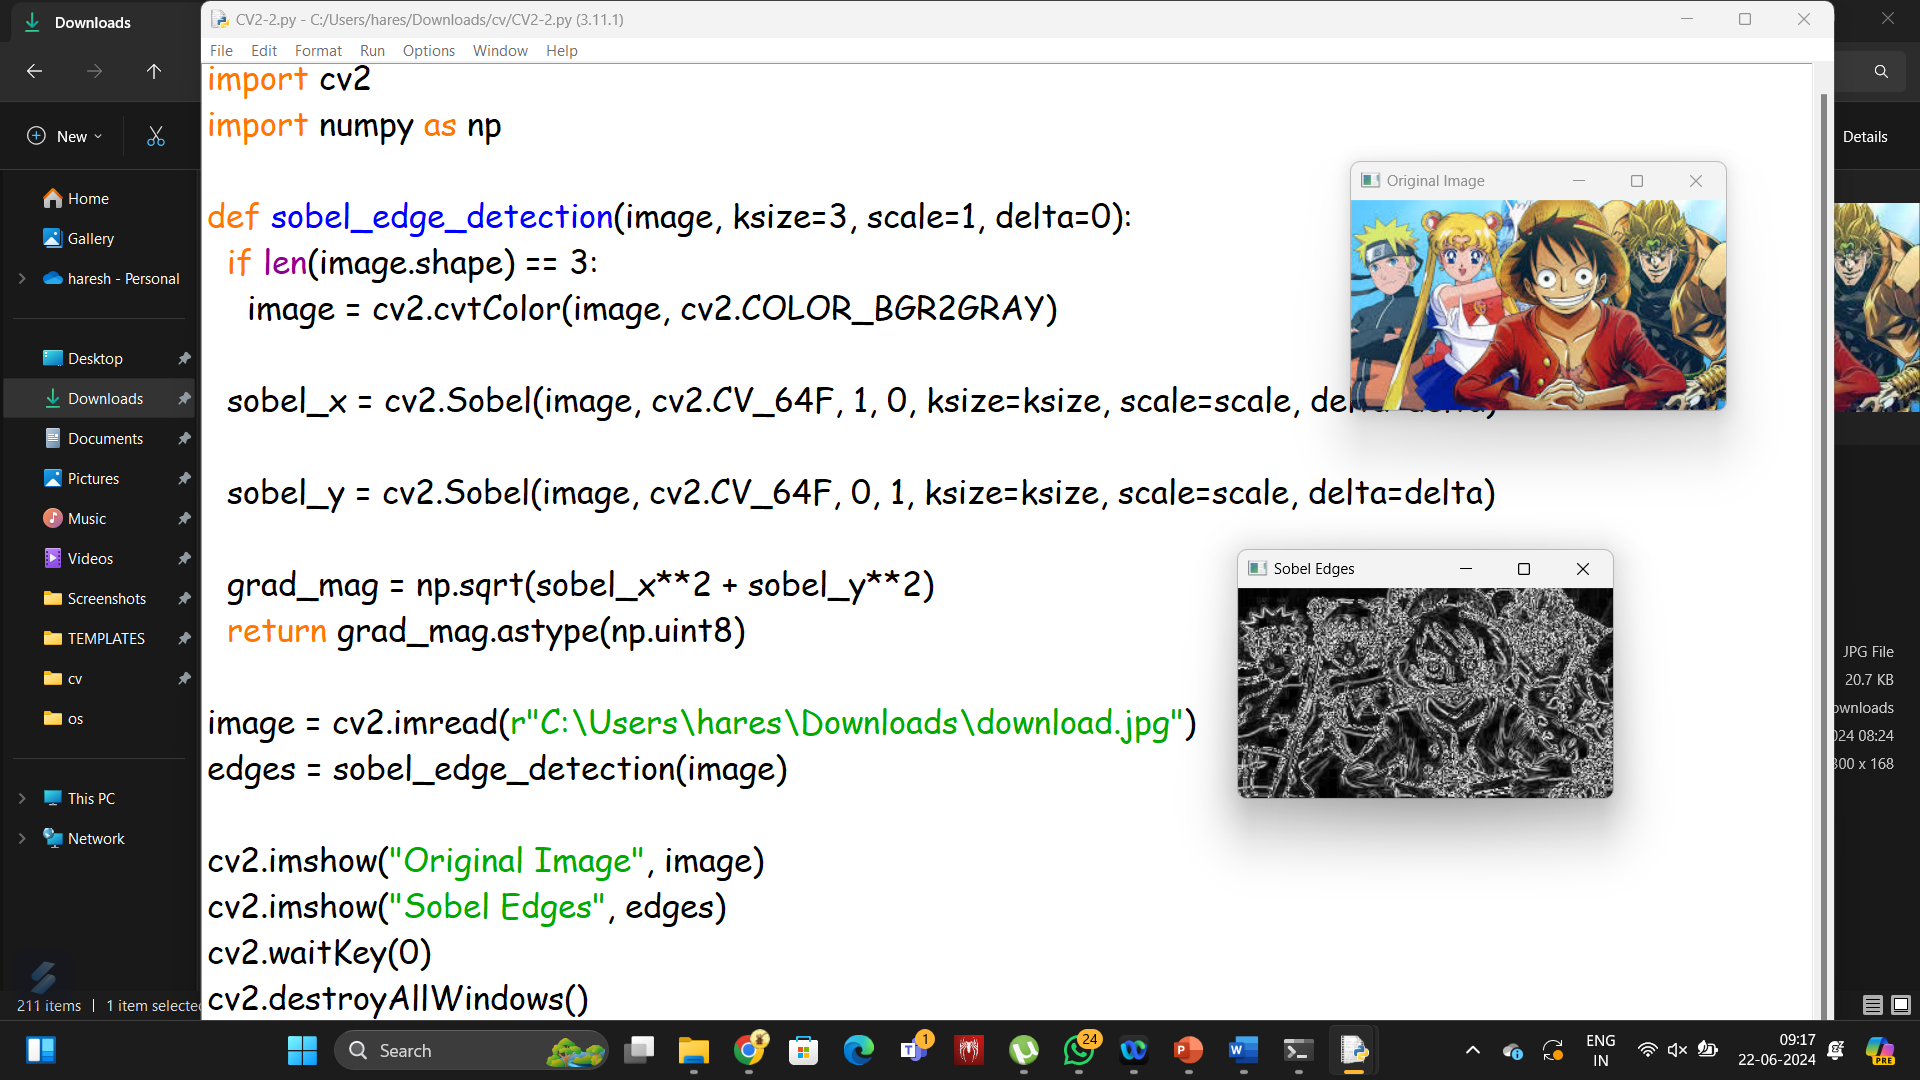 Downloads
CV2-2.py - C:/Users/hares/Downloads/cv/CV2-2.py (3.11.1)
File Edit Format Run Options Window Help
New
Details
import cv2
import numpy as np
def sobel_edge_detection(image, ksize=3, scale=1, delta=0):
if len(image.shape) == 3:
image = cv2.cvtColor(image, cv2.COLOR_BGR2GRAY)
sobel_x = cv2.Sobel(image, cv2.CV_64F, 1, 0, ksize=ksize, scale=scale,
sobel_y = cv2.Sobel(image, cv2.CV_64F, 0, 1, ksize=ksize, scale=scale, delta=delta)
grad_mag = np.sqrt(sobel_x**2 + sobel_y**2)
return grad_mag.astype(np.uint8)
image = cv2.imread(r"C:\Users\hares\Downloads\download.jpg")
edges = sobel_edge_detection(image)
cv2.imshow("Original Image", image)
cv2.imshow("Sobel Edges", edges)
cv2.waitKey(0)
cv2.destroyAllWindows()
Original Image
Sobel Edges
Home
Gallery
haresh - Personal
Desktop
Downloads
Documents
Pictures
Music
Videos
Screenshots
TEMPLATES
cv
os
This PC
Network
JPG File
20.7 KB
ownloads
024 08:24
300 x 168
211 items
1 item selected
Search
1
24
ENG
IN
09:17
22-06-2024
PRE